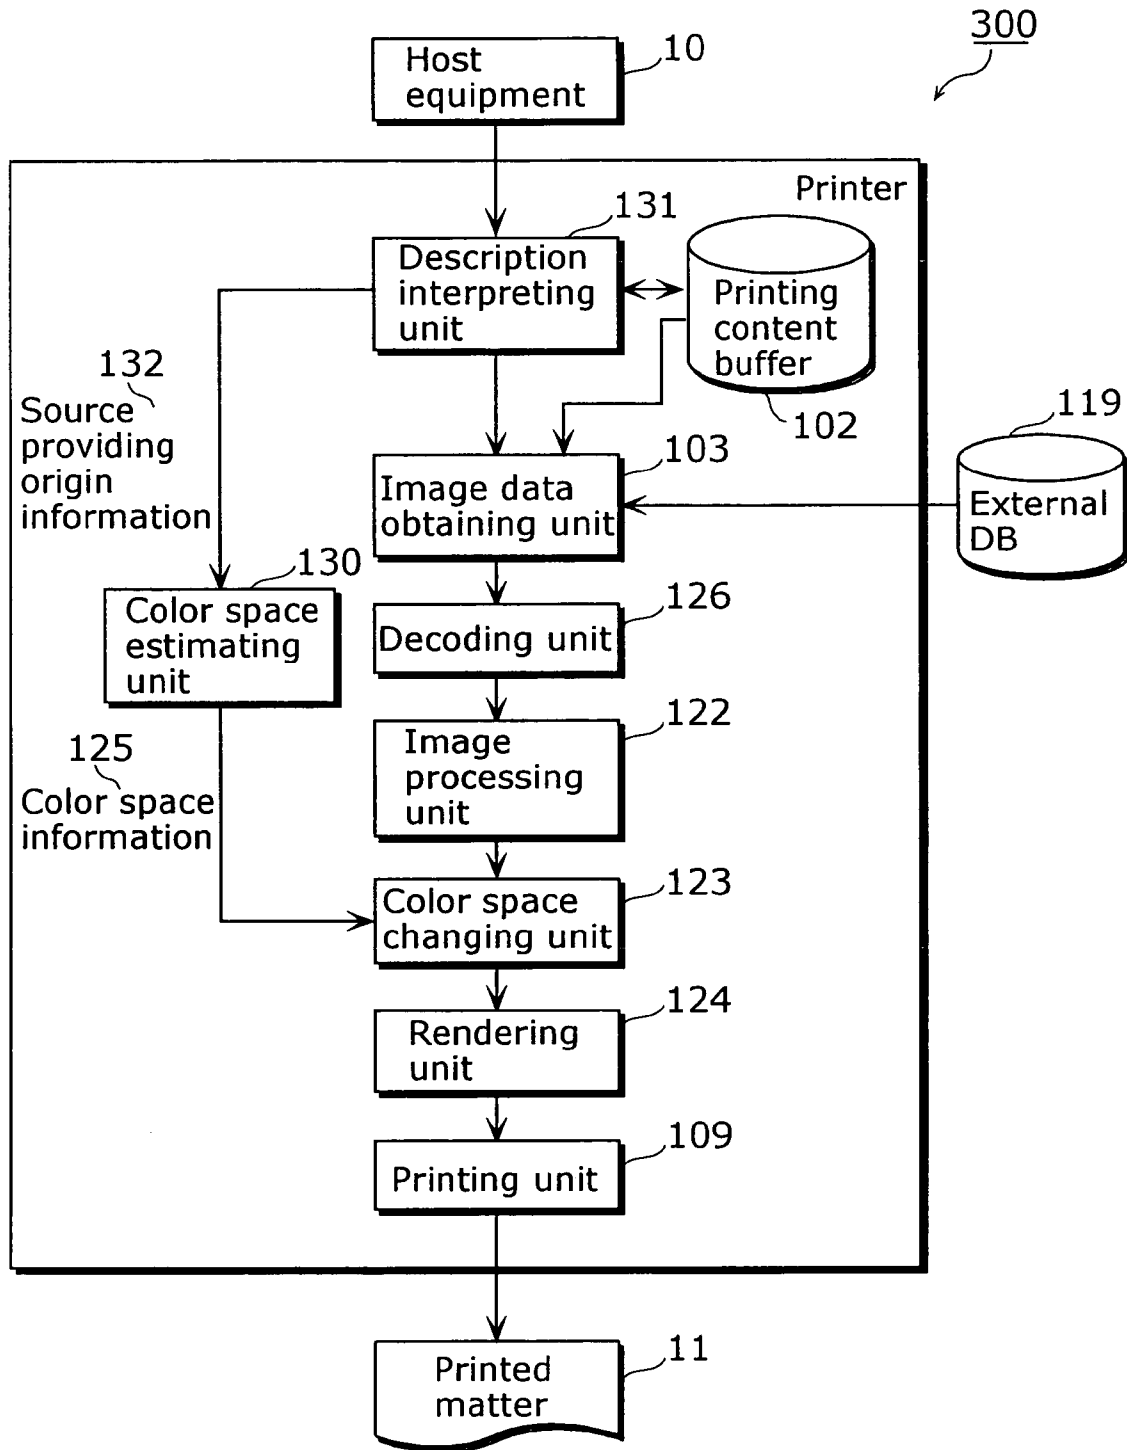 300
10
Host
equipment
Printer
131
Description
interpreting
unit
Printing
content
buffer
102
132
Source
providing
origin
information
119
External
DB
103
Image data
obtaining unit
130
Color space
estimating
unit
126
Decoding unit
122
Image
processing
unit
125
Color space
information
123
Color space
changing unit
124
Rendering
unit
109
Printing unit
11
Printed
matter